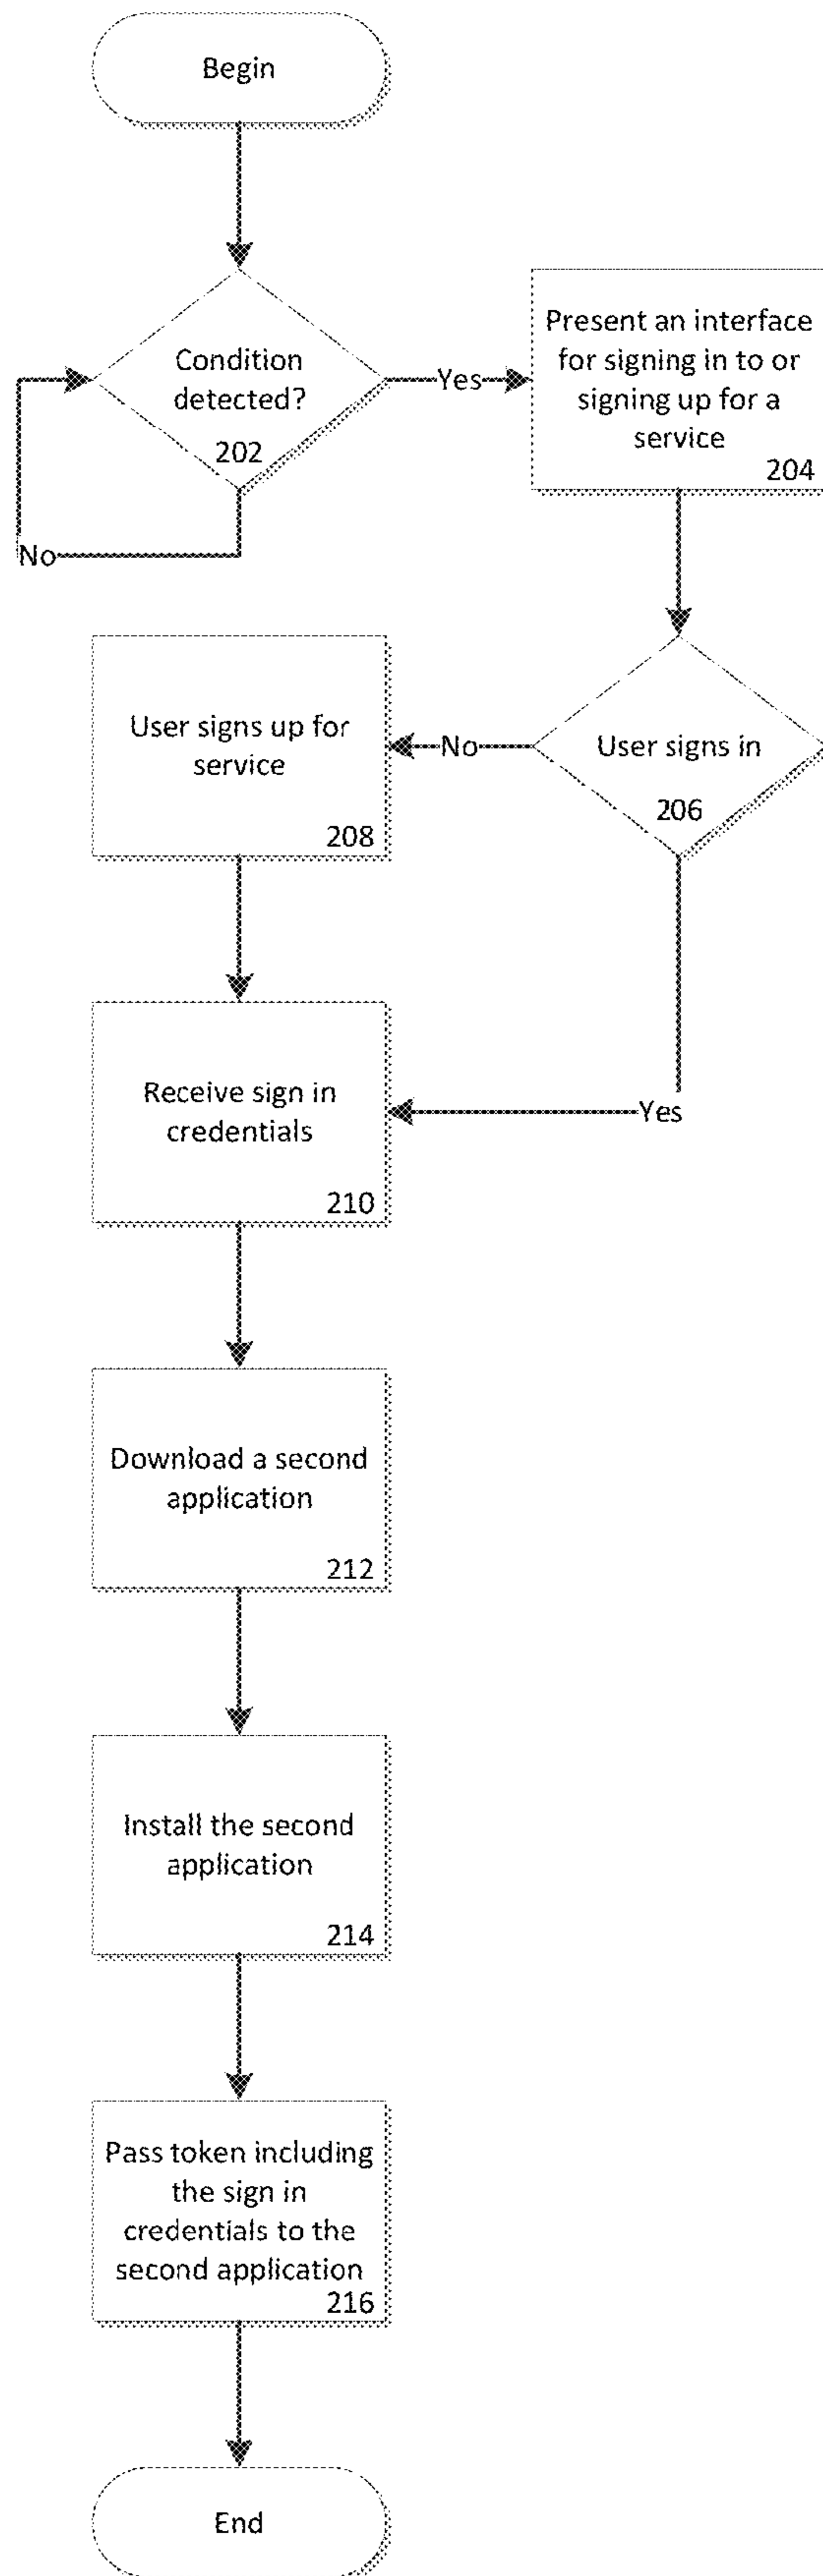 Begin
Condition
detected?
202
Yes
No
Present an interface
for signing in to or
signing up for a
service
204
User signs in
206
No
Yes
User signs up for
service
208
Receive sign in
credentials
210
Download a second
application
212
Install the second
application
214
Pass token including
the sign in
credentials to the
second application
216
End